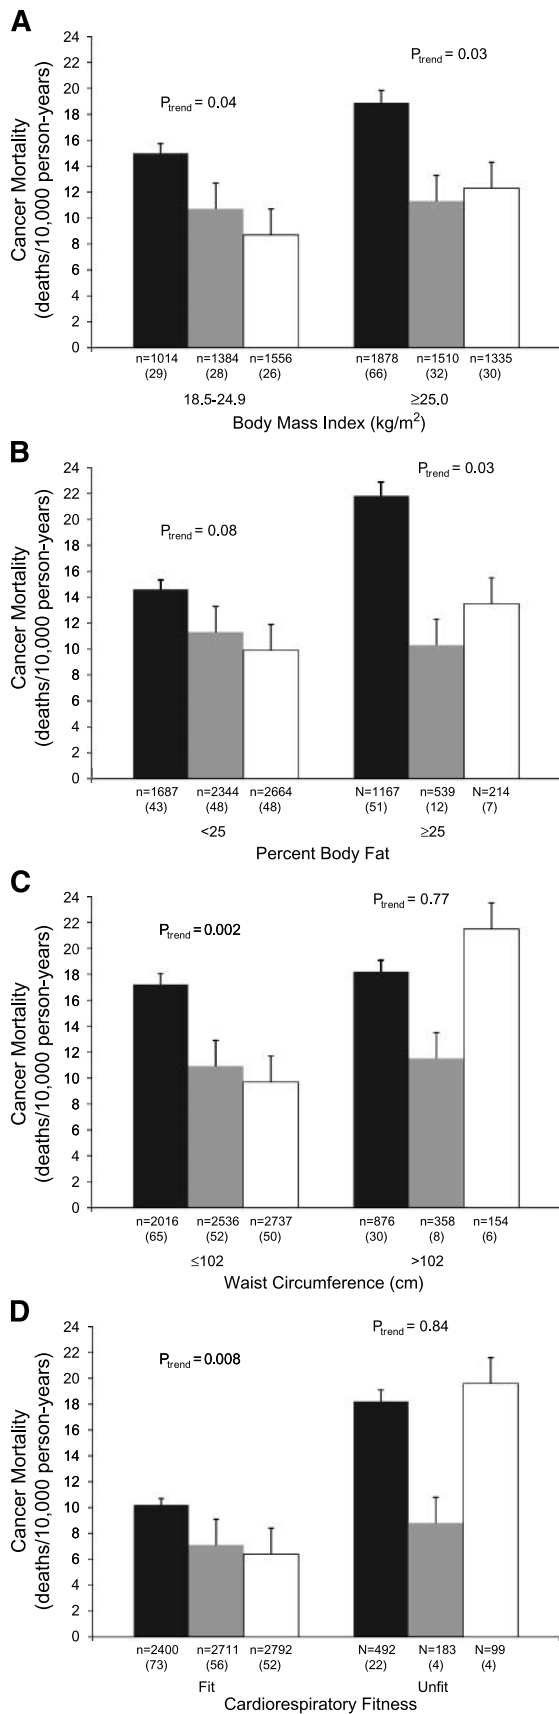 A
Cancer Mortality
(deaths/10,000 person-years)
24
22
20
18
16
14
12
10
8
6
4
2
0
P_trend = 0.04
P_trend = 0.03
n=1014 n=1384 n=1556 n=1878 n=1510 n=1335
(29) (28) (26) (66) (32) (30)
18.5-24.9 ≥25.0
Body Mass Index (kg/m²)
B
Cancer Mortality
(deaths/10,000 person-years)
24
22
20
18
16
14
12
10
8
6
4
2
0
P_trend = 0.08
P_trend = 0.03
n=1687 n=2344 n=2664 N=1167 n=539 N=214
(43) (48) (48) (51) (12) (7)
<25 ≥25
Percent Body Fat
C
Cancer Mortality
(deaths/10,000 person-years)
24
22
20
18
16
14
12
10
8
6
4
2
0
P_trend = 0.002
P_trend = 0.77
n=2016 n=2536 n=2737 n=876 n=358 n=154
(65) (52) (50) (30) (8) (6)
≤102 >102
Waist Circumference (cm)
D
Cancer Mortality
(deaths/10,000 person-years)
24
22
20
18
16
14
12
10
8
6
4
2
0
P_trend = 0.008
P_trend = 0.84
n=2400 n=2711 n=2792 N=492 N=183 N=99
(73) (56) (52) (22) (4) (4)
Fit Unfit
Cardiorespiratory Fitness